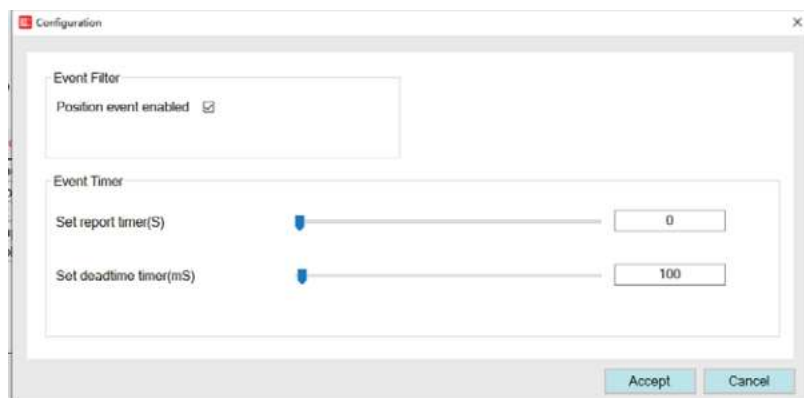 Configuration
Event Filter
Position event enabled
Event Timer
Set report timer(S) 0
Set deadtime timer(mS) 100
Accept Cancel